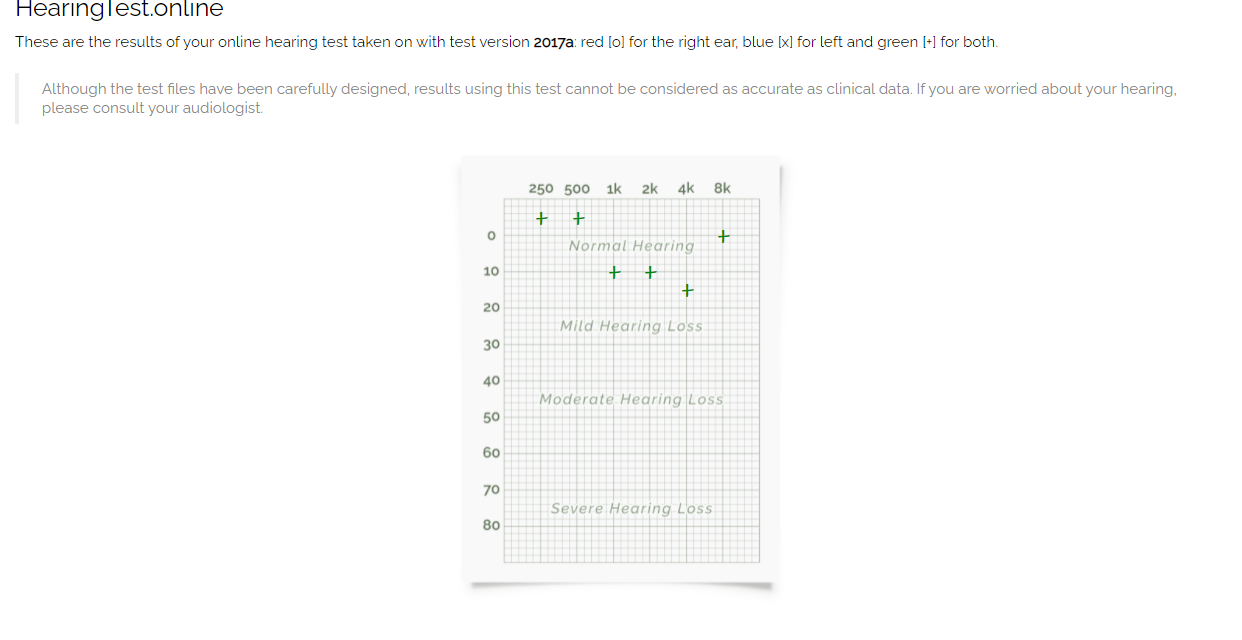 HearingTest.online
These are the results of your online hearing test taken on with test version 2017a: red [o] for the right ear, blue [x] for left and green [+] for both.
Although the test files have been carefully designed, results using this test cannot be considered as accurate as clinical data. If you are worried about your hearing,
please consult your audiologist.
250 500 1k 2k 4k 8k
0
Normal Hearing
10
20
Mild Hearing Loss
30
40
Moderate Hearing Loss
50
60
70
Severe Hearing Loss
80